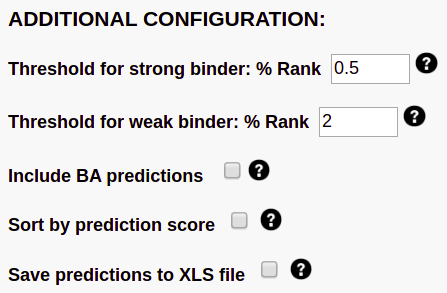 ADDITIONAL CONFIGURATION:
Threshold for strong binder: % Rank 0.5 ?
Threshold for weak binder: % Rank 2 ?
Include BA predictions ?
Sort by prediction score ?
Save predictions to XLS file ?